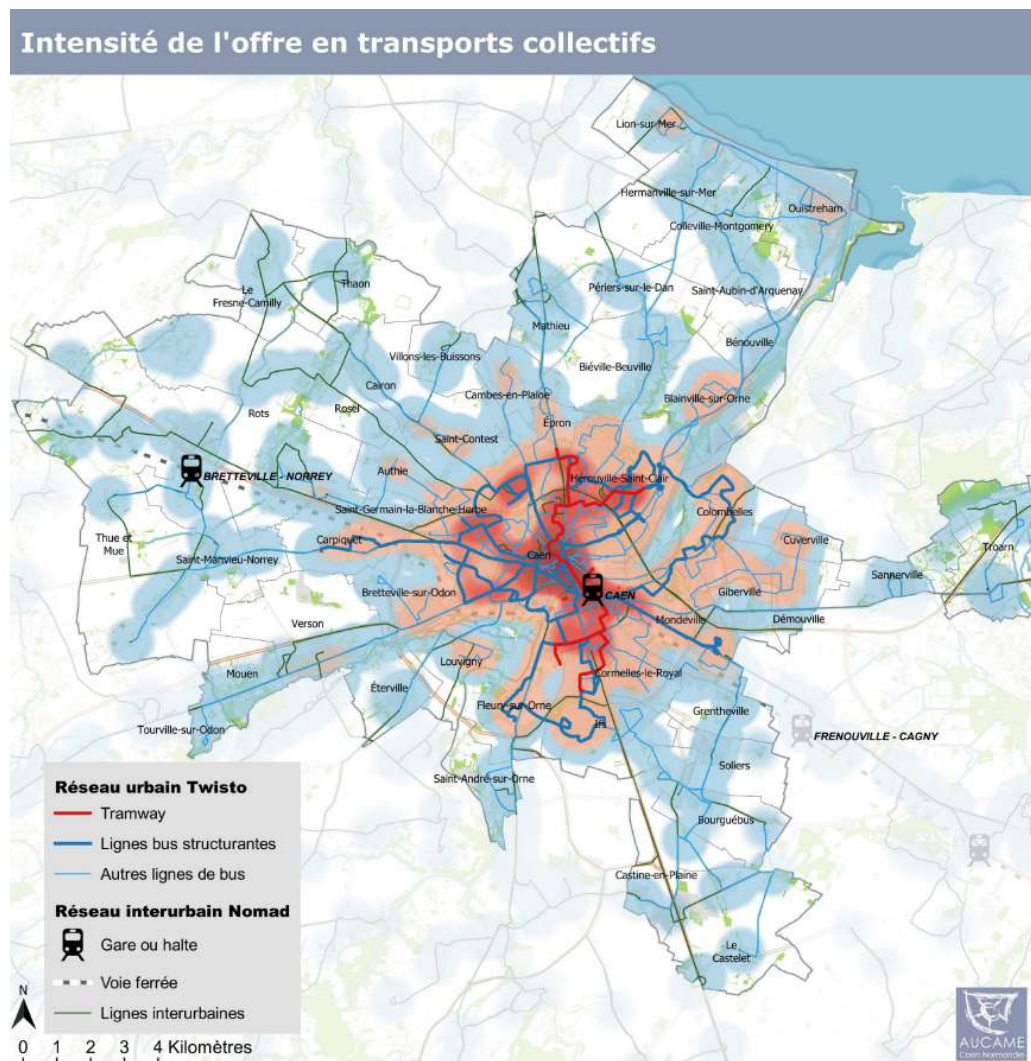 Intensité de l'offre en transports collectifs
Lion-sur-Mer
Hermanville-sur-Mer
Ouistreham
Colleville-Montgomery
Thaon
Le
Fresne-Camilly
Périers-sur-le-Dan
Saint-Aubin-d'Arquenay
Mathieu
Bénouville
Villons-les-Buissons
Biéville-Beuville
Cairon
Cambes-en-Plaine
Blainville-sur-Orne
Rots
Rosel
Épron
Saint-Contest
Authie
Hérouville-Saint-Clair
BRETTEVILLE - NORREY
Saint-Germain-la-Blanche-Herbe
Colombelles
Thue et
Mue
Carpiquet
Cuverville
Troarn
Saint-Manvieu-Norrey
Caen
Sannerville
Bretteville-sur-Odon
CAEN
Giberville
Verson
Mondeville
Démouville
Louvigny
Mouen
Éterville
Cormelles-le-Royal
Fleury-sur-Orne
Grentheville
Ifs
Tourville-sur-Odon
FRENOUVILLE - CAGNY
Soliers
Saint-André-sur-Orne
Bourguébus
Castine-en-Plaine
Le
Castelet
Réseau urbain Twisto
Tramway
Lignes bus structurantes
Autres lignes de bus
Réseau interurbain Nomad
Gare ou halte
Voie ferrée
Lignes interurbaines
N
0 1 2 3 4 Kilomètres
AUCAME
Caen Normandie